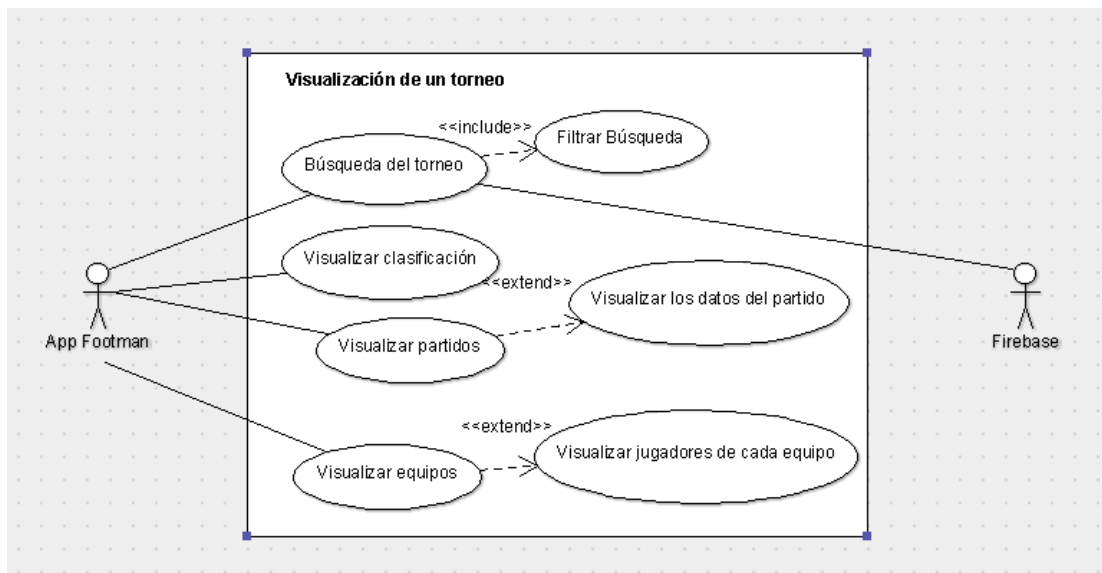 Visualización de un torneo
<<include>>
Filtrar Búsqueda
Búsqueda del torneo
Visualizar clasificación
<<extend>>
Visualizar los datos del partido
Visualizar partidos
App Footman
Firebase
<<extend>>
Visualizar jugadores de cada equipo
Visualizar equipos